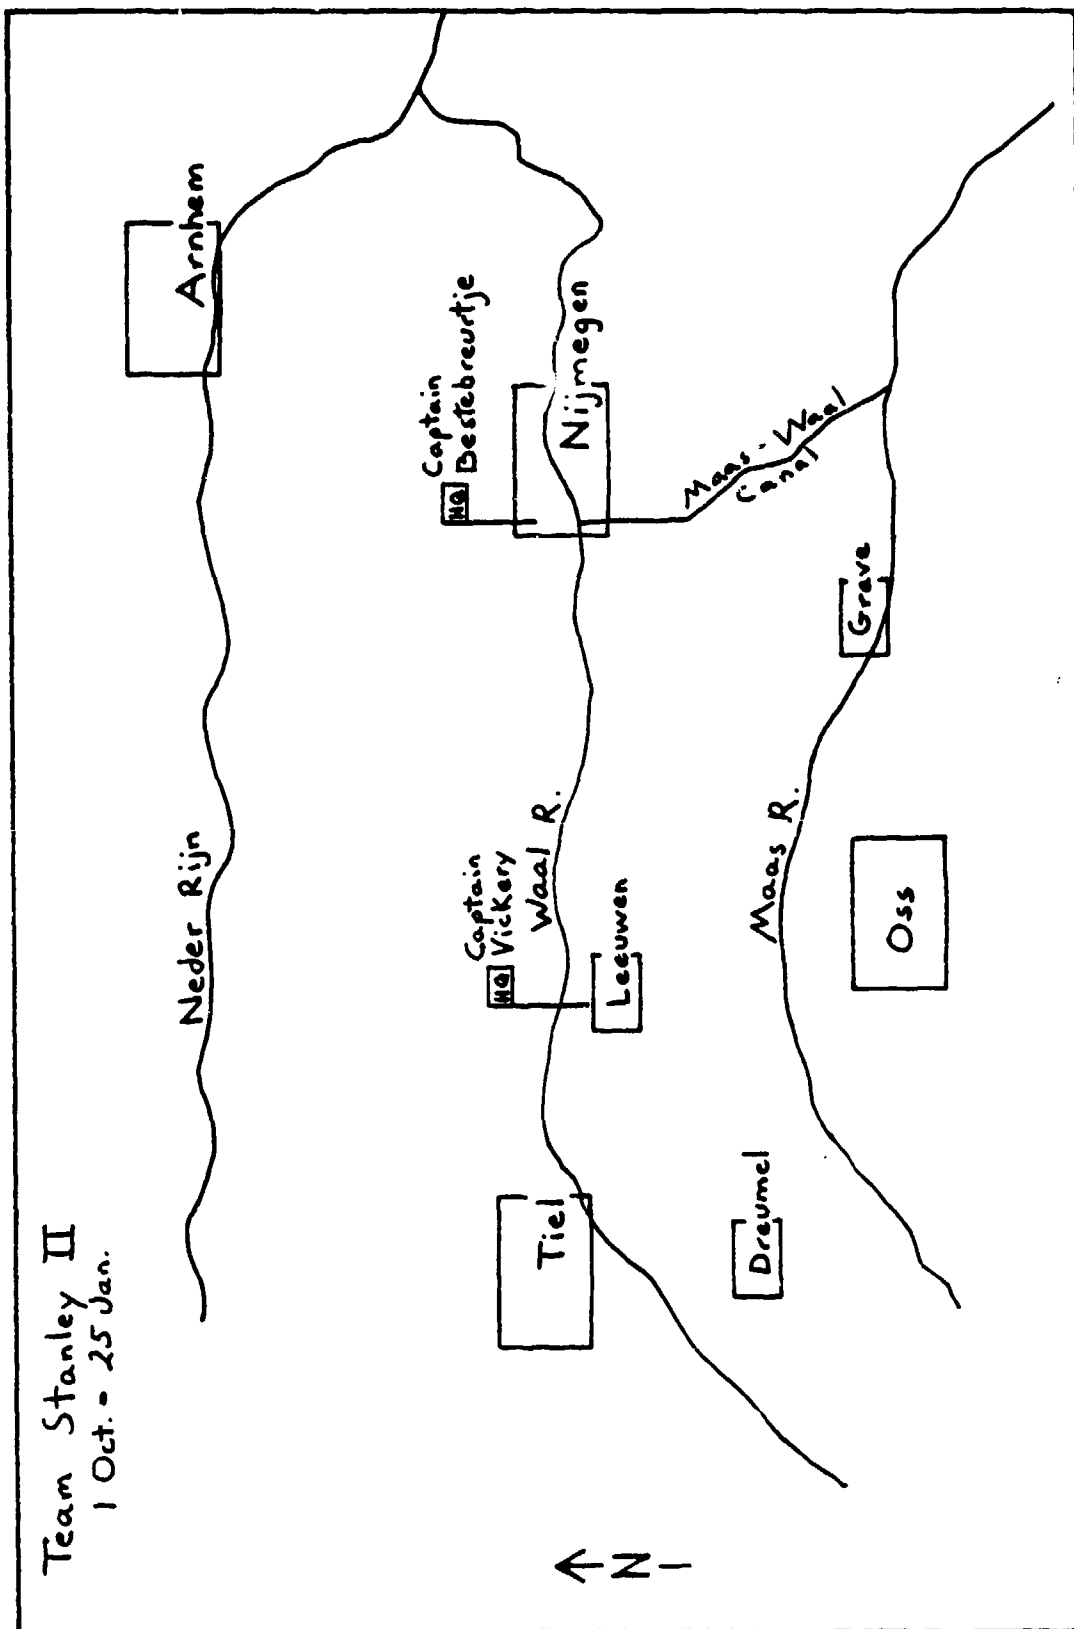 Team Stanley II
1 Oct. - 25 Jan.
Neder Rijn
Arnhem
Captain
Bestebreurtje
HQ
Nijmegen
Captain
Vickery
HQ
Waal R.
Tiel
Leeuwen
Maas-Waal
Canal
Dreumel
Maas R.
Grave
Oss
N